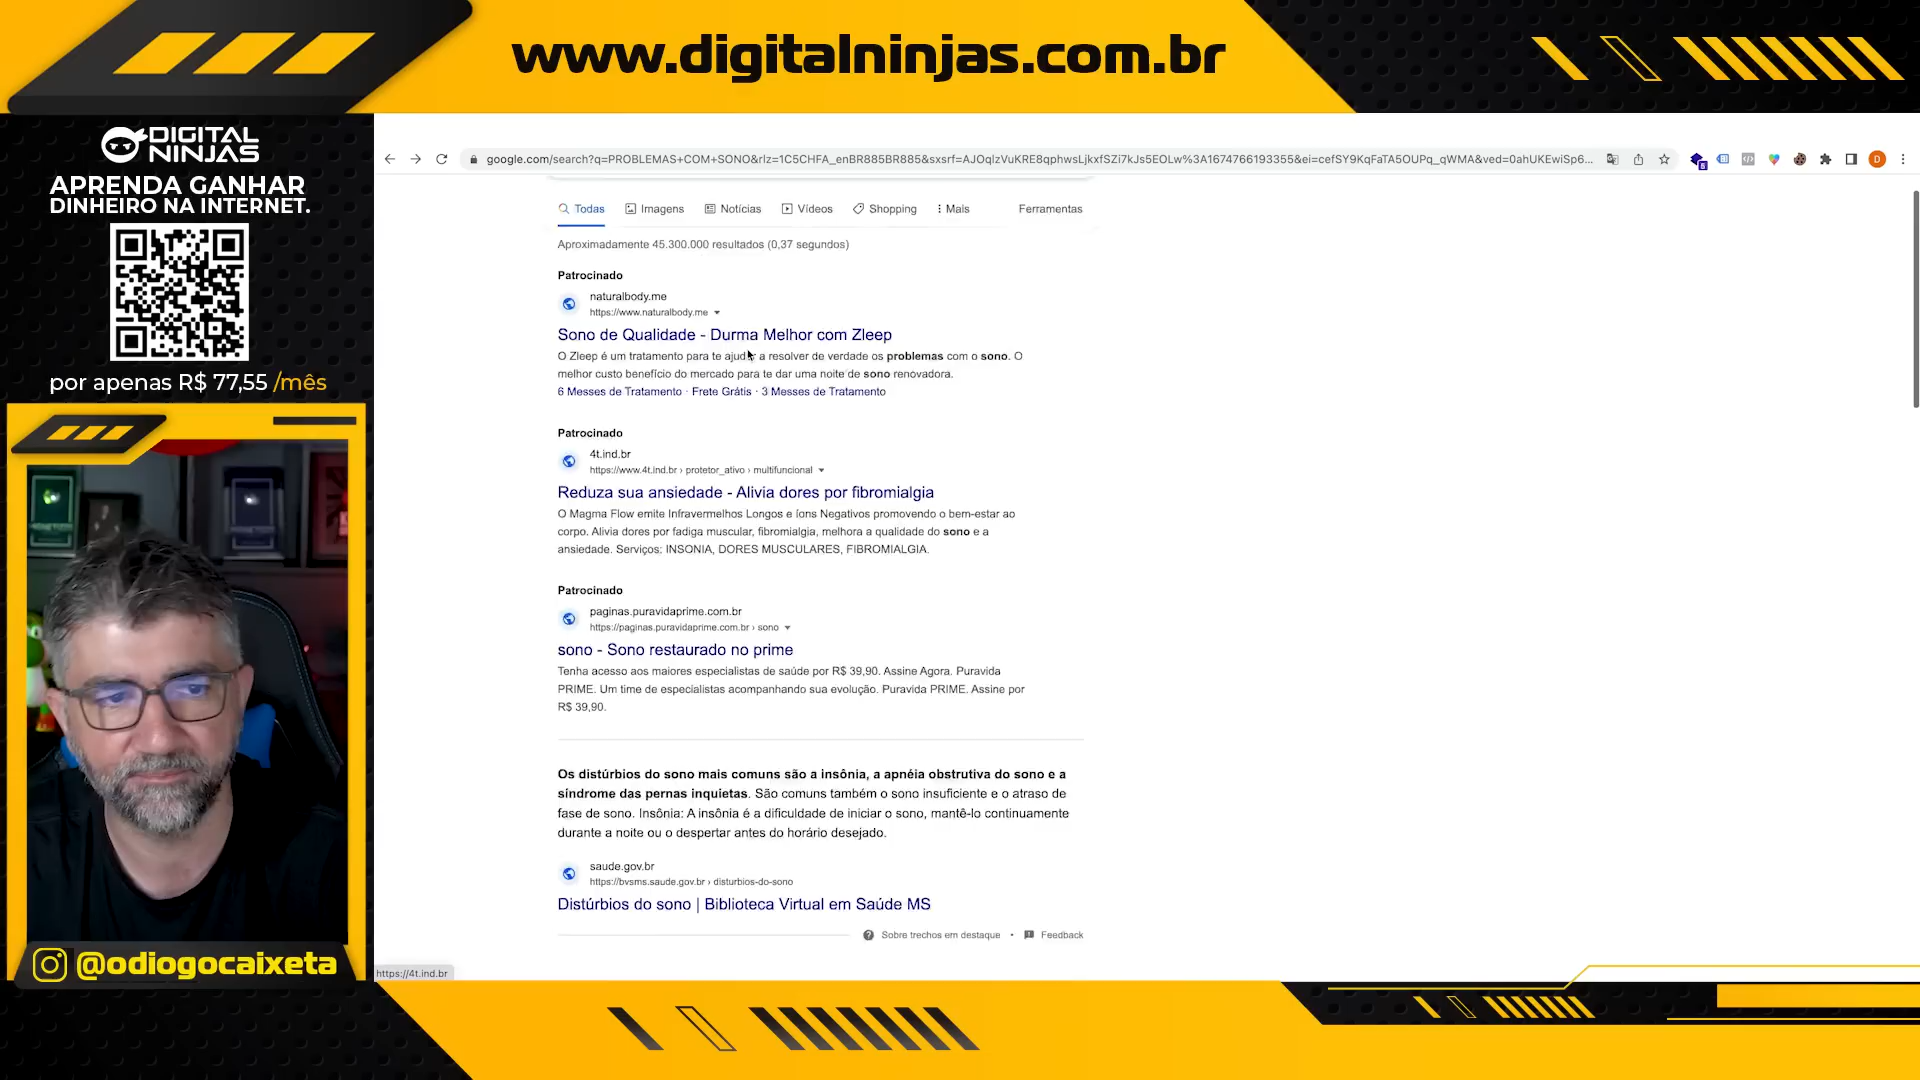 www.digitalninjas.com.br
DIGITAL
NINJAS
APRENDA GANHAR
DINHEIRO NA INTERNET.
por apenas R$ 77,55 /mês
@odiogocaixeta
google.com/search?q=PROBLEMAS+COM+SONO&rlz=1C5CHFA_enBR885BR885&sxsrf=AJOqlzVuKRE8qphwsLjkxfSZi7kJs5EOLw%3A1674766193355&ei=cefSY9KqFaTA5OUPq_qWMA&ved=0ahUKEwiSp6...
D
Todas
Imagens
Notícias
Vídeos
Shopping
Mais
Ferramentas
Aproximadamente 45.300.000 resultados (0,37 segundos)
Patrocinado
naturalbody.me
https://www.naturalbody.me
Sono de Qualidade - Durma Melhor com Zleep
O Zleep é um tratamento para te ajudar a resolver de verdade os problemas com o sono. O
melhor custo benefício do mercado para te dar uma noite de sono renovadora.
6 Messes de Tratamento · Frete Grátis · 3 Messes de Tratamento
Patrocinado
4t.ind.br
https://www.4t.ind.br › protetor_ativo › multifuncional
Reduza sua ansiedade - Alivia dores por fibromialgia
O Magma Flow emite Infravermelhos Longos e Íons Negativos promovendo o bem-estar ao
corpo. Alivia dores por fadiga muscular, fibromialgia, melhora a qualidade do sono e a
ansiedade. Serviços: INSONIA, DORES MUSCULARES, FIBROMIALGIA.
Patrocinado
paginas.puravidaprime.com.br
https://paginas.puravidaprime.com.br › sono
sono - Sono restaurado no prime
Tenha acesso aos maiores especialistas de saúde por R$ 39,90. Assine Agora. Puravida
PRIME. Um time de especialistas acompanhando sua evolução. Puravida PRIME. Assine por
R$ 39,90.
Os distúrbios do sono mais comuns são a insônia, a apnéia obstrutiva do sono e a
síndrome das pernas inquietas. São comuns também o sono insuficiente e o atraso de
fase de sono. Insônia: A insônia é a dificuldade de iniciar o sono, mantê-lo continuamente
durante a noite ou o despertar antes do horário desejado.
saude.gov.br
https://bvsms.saude.gov.br › disturbios-do-sono
Distúrbios do sono | Biblioteca Virtual em Saúde MS
Sobre trechos em destaque • Feedback
https://4t.ind.br